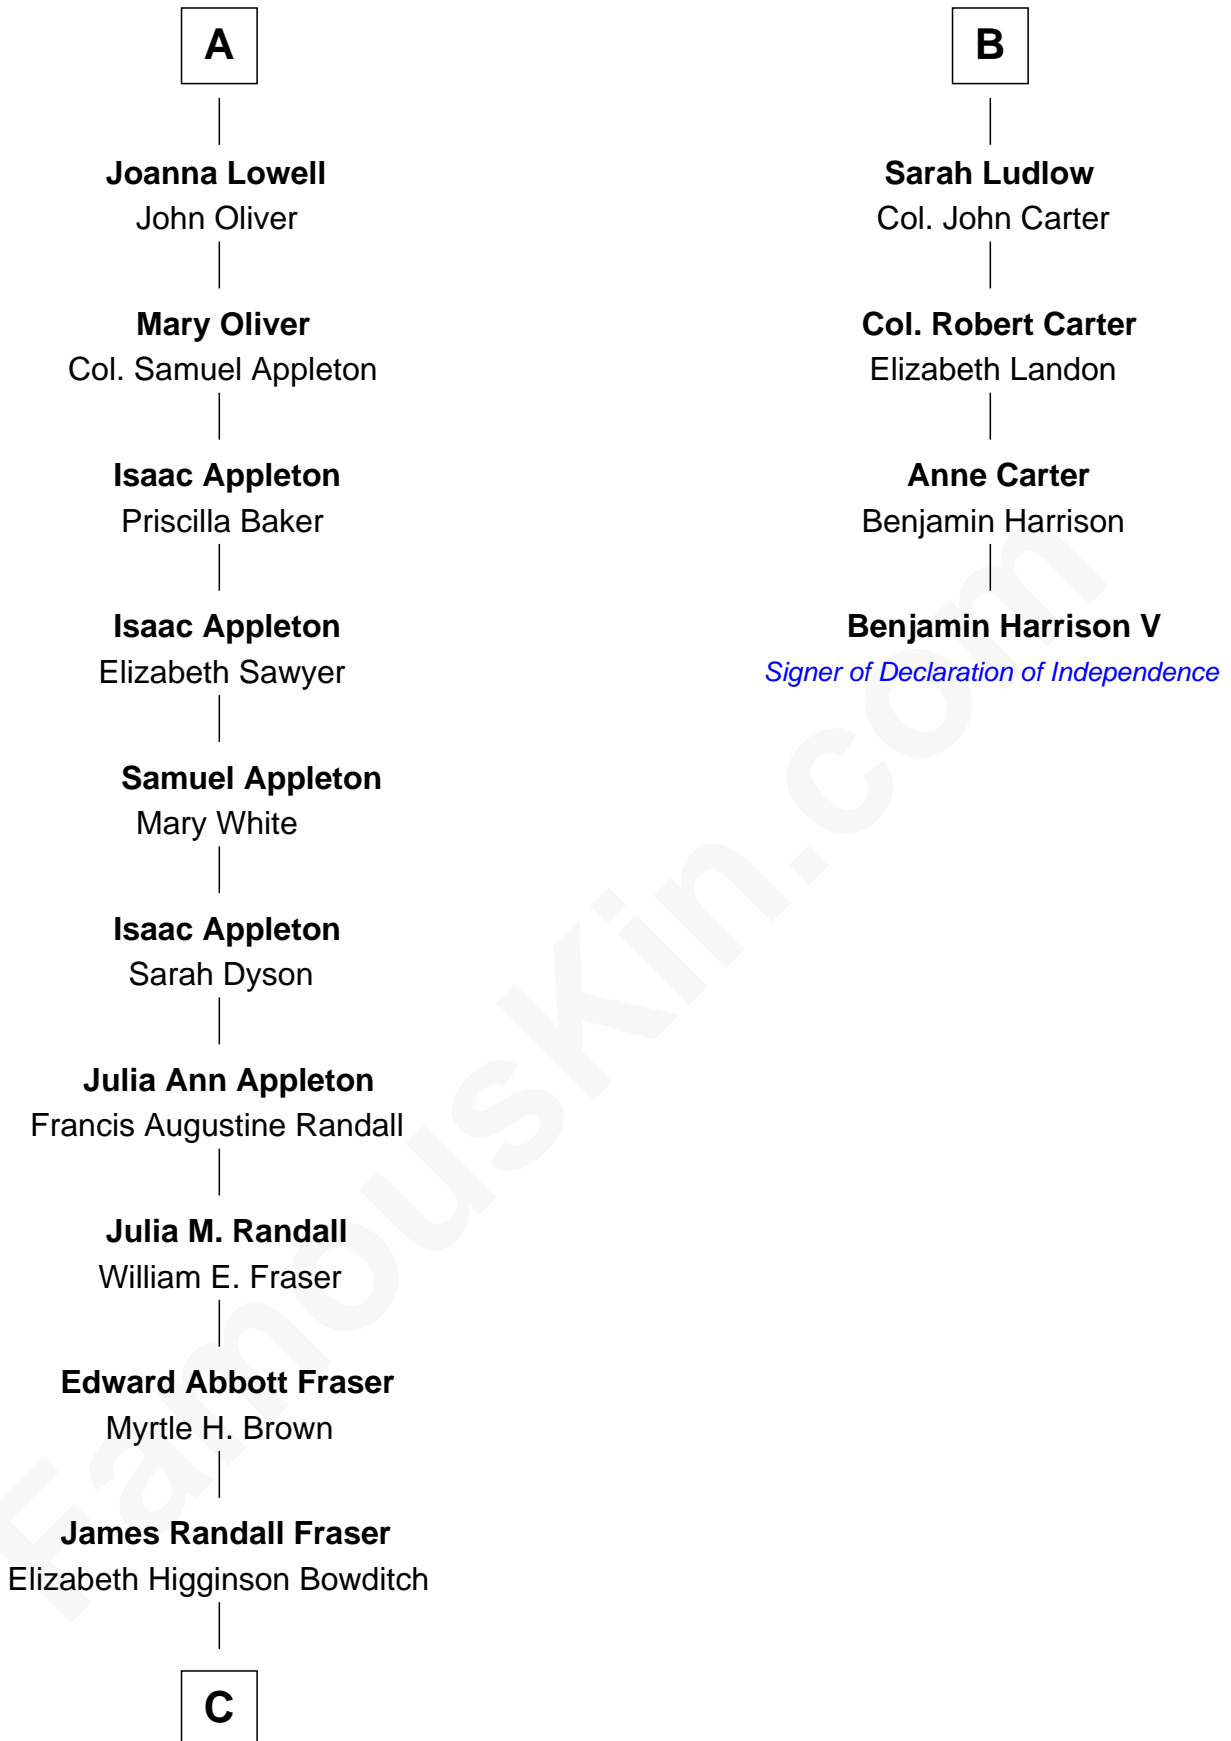 A
Joanna Lowell
John Oliver
Mary Oliver
Col. Samuel Appleton
Isaac Appleton
Priscilla Baker
Isaac Appleton
Elizabeth Sawyer
Samuel Appleton
Mary White
Isaac Appleton
Sarah Dyson
Julia Ann Appleton
Francis Augustine Randall
Julia M. Randall
William E. Fraser
Edward Abbott Fraser
Myrtle H. Brown
James Randall Fraser
Elizabeth Higginson Bowditch
C
B
Sarah Ludlow
Col. John Carter
Col. Robert Carter
Elizabeth Landon
Anne Carter
Benjamin Harrison
Benjamin Harrison V
Signer of Declaration of Independence
FamousKin.com